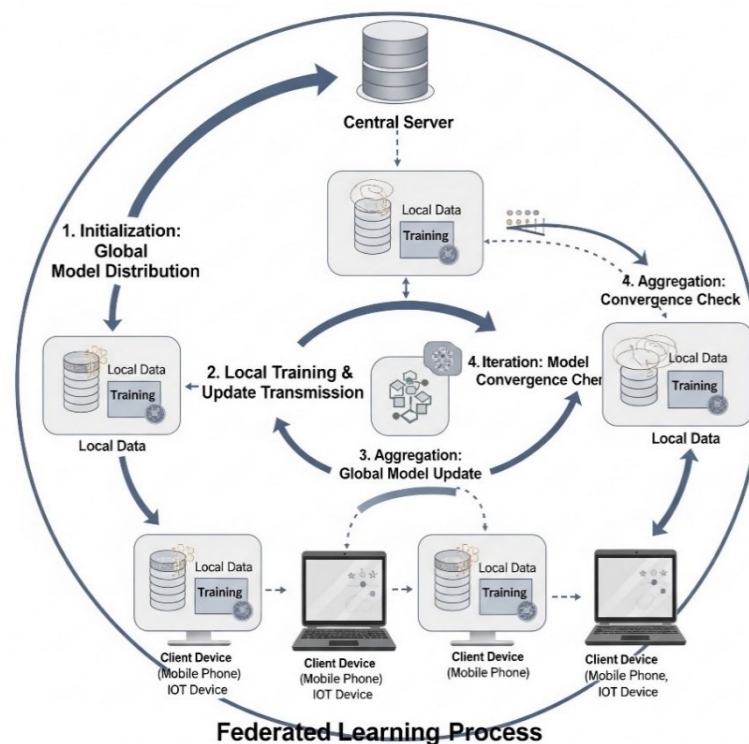 Central Server
Local Data
Training
1. Initialization:
Global
Model Distribution
4. Aggregation:
Convergence Check
Local Data
Training
Local Data
2. Local Training &
Update Transmission
4. Iteration: Model
Convergence Cher
Local Data
Training
Local Data
3. Aggregation:
Global Model Update
Local Data
Training
Local Data
Training
Client Device
(Mobile Phone)
IOT Device
Client Device
(Mobile Phone)
IOT Device
Client Device
(Mobile Phone)
Client Device
(Mobile Phone,
IOT Device
Federated Learning Process